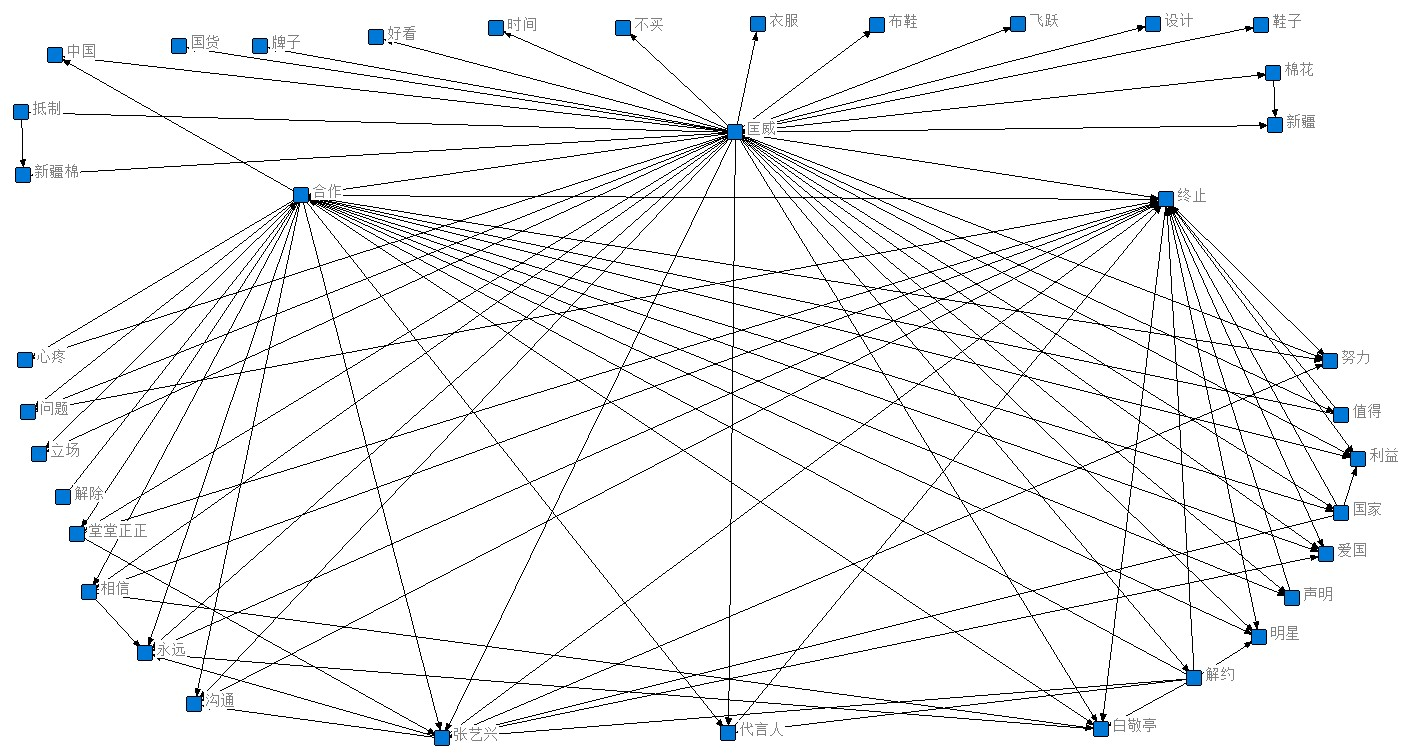 时间
不买
衣服
布鞋
飞跃
设计
鞋子
好看
国货
牌子
中国
棉花
抵制
新疆
匡威
新疆棉
合作
终止
心疼
努力
问题
值得
立场
利益
解除
国家
堂堂正正
爱国
相信
声明
明星
永远
解约
沟通
张艺兴
代言人
白敬亭